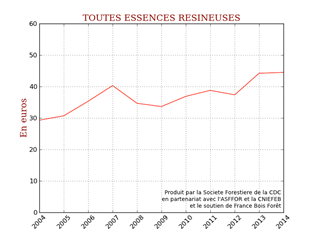 TOUTES ESSENCES RESINEUSES
En euros
60
50
40
30
20
10
0
Produit par la Societe Forestiere de la CDC
en partenariat avec l'ASFFOR et la CNIEFEB
et le soutien de France Bois Forêt
2004 2005 2006 2007 2008 2009 2010 2011 2012 2013 2014